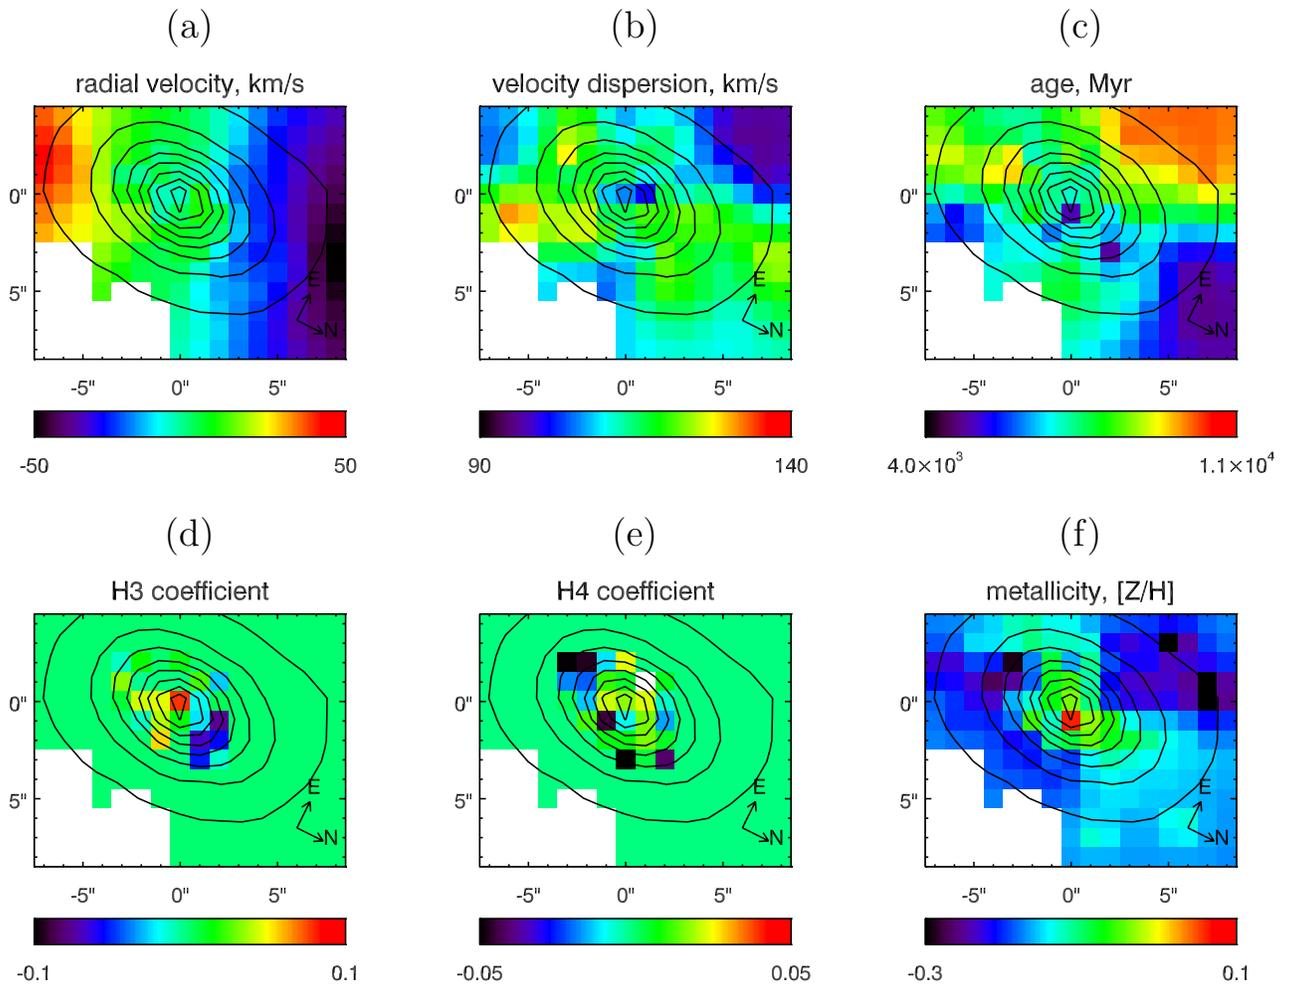 (a) (b) (c)
radial velocity, km/s velocity dispersion, km/s age, Myr
0" 0" 0"
E E E
5" 5" 5"
N N N
-5" 0" 5" -5" 0" 5" -5" 0" 5"
-50 50 90 140 4.0×10³ 1.1×10⁴
(d) (e) (f)
H3 coefficient H4 coefficient metallicity, [Z/H]
0" 0" 0"
E E E
5" 5" 5"
N N N
-5" 0" 5" -5" 0" 5" -5" 0" 5"
-0.1 0.1 -0.05 0.05 -0.3 0.1